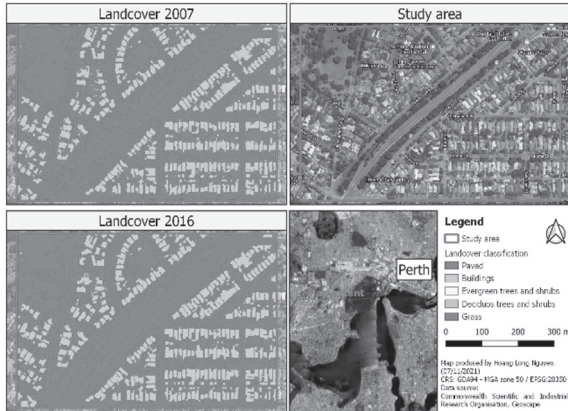 Landcover 2007
Study area
Landcover 2016
Perth
Legend
Study area
Landcover classification
Paved
Buildings
Evergreen trees and shrubs
Deciduos trees and shrubs
Grass
0 100 200 300 m
Map produced by Hoang Long Nguyen
(07/11/2021)
CRS: GDA94 - MGA zone 50 / EPSG:28350
Data source:
Commonwealth Scientific and Industrial
Research Organisation, Geoscape